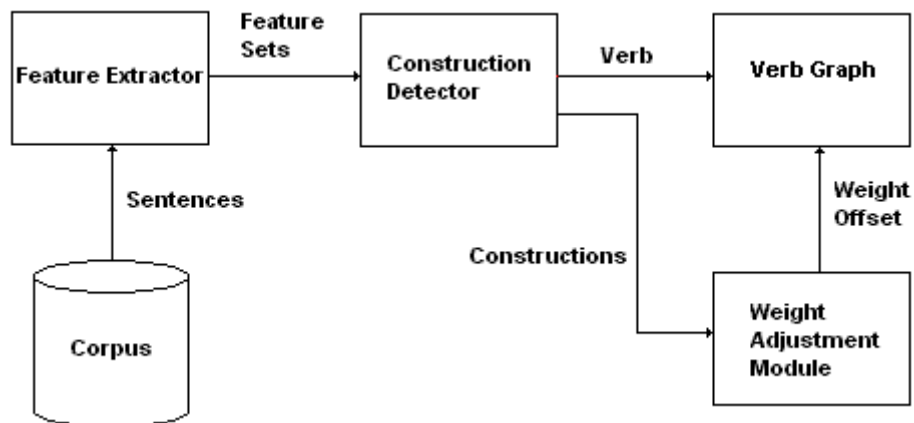 Feature
Sets
Feature Extractor
Construction
Detector
Verb
Verb Graph
Sentences
Weight
Offset
Constructions
Corpus
Weight
Adjustment
Module